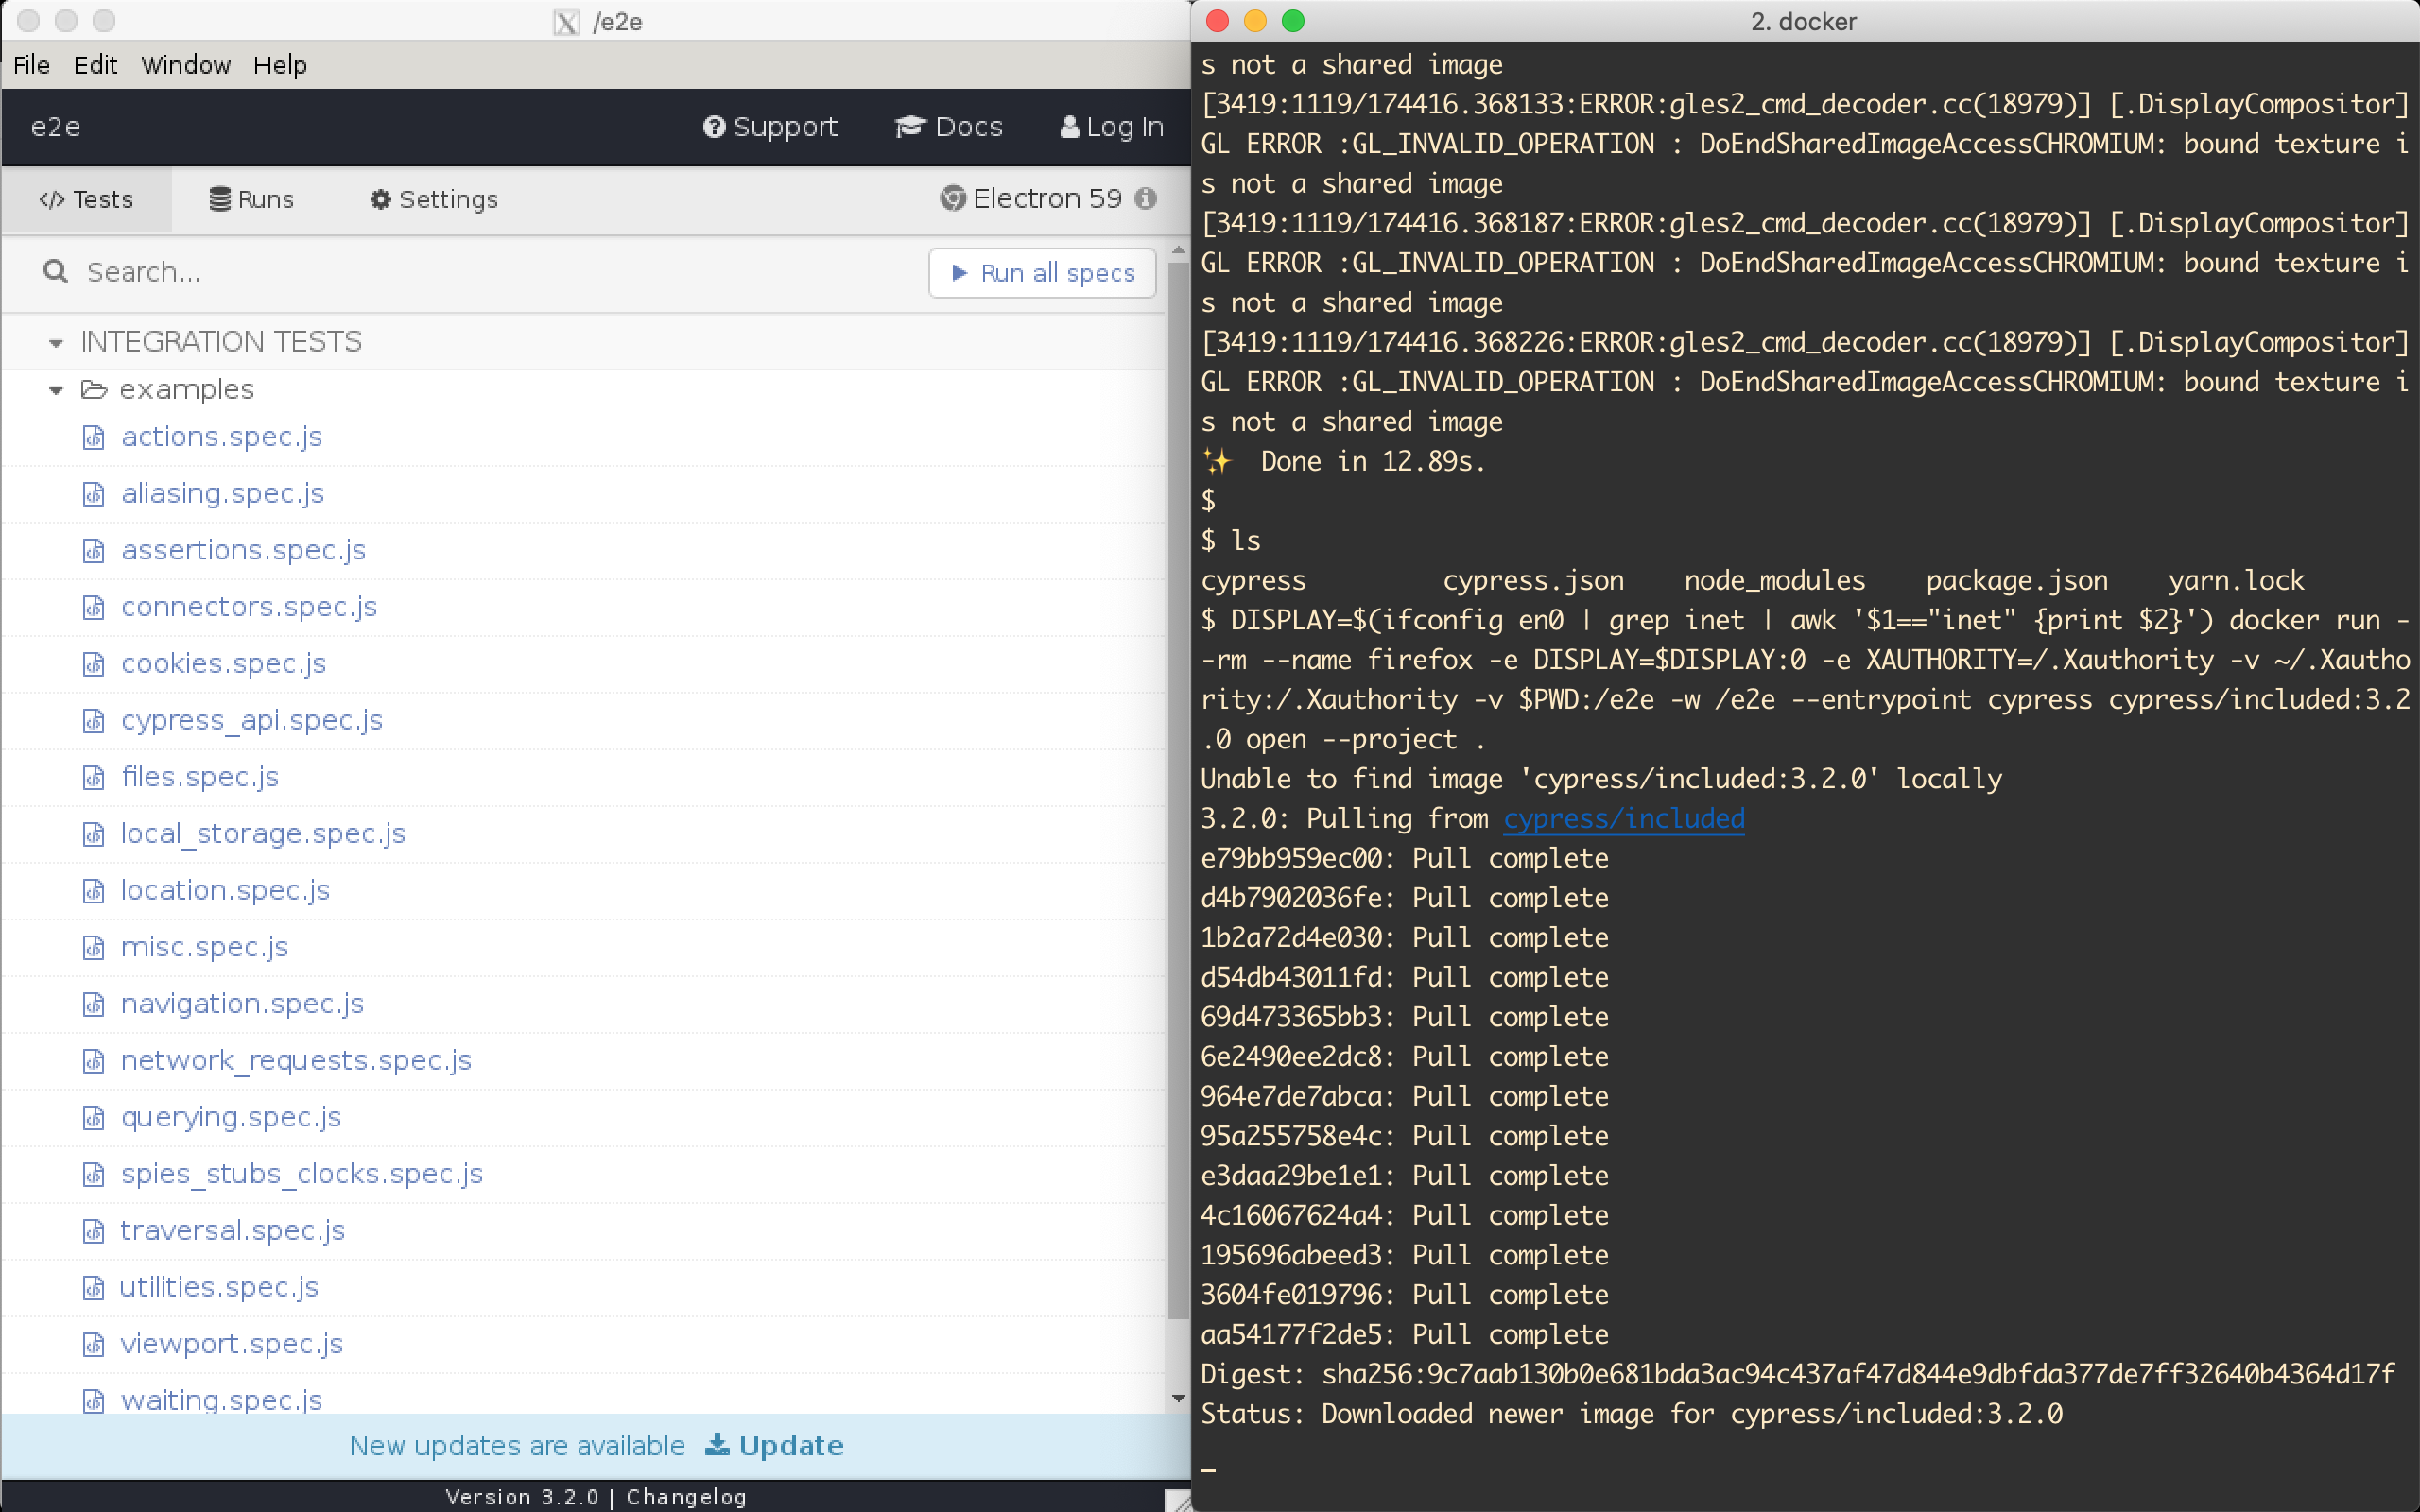 /e2e
File Edit Window Help
e2e Support Docs Log In
Tests Runs Settings Electron 59
Search... Run all specs
INTEGRATION TESTS
examples
actions.spec.js
aliasing.spec.js
assertions.spec.js
connectors.spec.js
cookies.spec.js
cypress_api.spec.js
files.spec.js
local_storage.spec.js
location.spec.js
misc.spec.js
navigation.spec.js
network_requests.spec.js
querying.spec.js
spies_stubs_clocks.spec.js
traversal.spec.js
utilities.spec.js
viewport.spec.js
waiting.spec.js
New updates are available Update
Version 3.2.0 | Changelog
2. docker
s not a shared image
[3419:1119/174416.368133:ERROR:gles2_cmd_decoder.cc(18979)] [.DisplayCompositor]
GL ERROR :GL_INVALID_OPERATION : DoEndSharedImageAccessCHROMIUM: bound texture i
s not a shared image
[3419:1119/174416.368187:ERROR:gles2_cmd_decoder.cc(18979)] [.DisplayCompositor]
GL ERROR :GL_INVALID_OPERATION : DoEndSharedImageAccessCHROMIUM: bound texture i
s not a shared image
[3419:1119/174416.368226:ERROR:gles2_cmd_decoder.cc(18979)] [.DisplayCompositor]
GL ERROR :GL_INVALID_OPERATION : DoEndSharedImageAccessCHROMIUM: bound texture i
s not a shared image
✨ Done in 12.89s.
$
$ ls
cypress cypress.json node_modules package.json yarn.lock
$ DISPLAY=$(ifconfig en0 | grep inet | awk '$1=="inet" {print $2}') docker run -
-rm --name firefox -e DISPLAY=$DISPLAY:0 -e XAUTHORITY=/.Xauthority -v ~/.Xautho
rity:/.Xauthority -v $PWD:/e2e -w /e2e --entrypoint cypress cypress/included:3.2
.0 open --project .
Unable to find image 'cypress/included:3.2.0' locally
3.2.0: Pulling from cypress/included
e79bb959ec00: Pull complete
d4b7902036fe: Pull complete
1b2a72d4e030: Pull complete
d54db43011fd: Pull complete
69d473365bb3: Pull complete
6e2490ee2dc8: Pull complete
964e7de7abca: Pull complete
95a255758e4c: Pull complete
e3daa29be1e1: Pull complete
4c16067624a4: Pull complete
195696abeed3: Pull complete
3604fe019796: Pull complete
aa54177f2de5: Pull complete
Digest: sha256:9c7aab130b0e681bda3ac94c437af47d844e9dbfda377de7ff32640b4364d17f
Status: Downloaded newer image for cypress/included:3.2.0